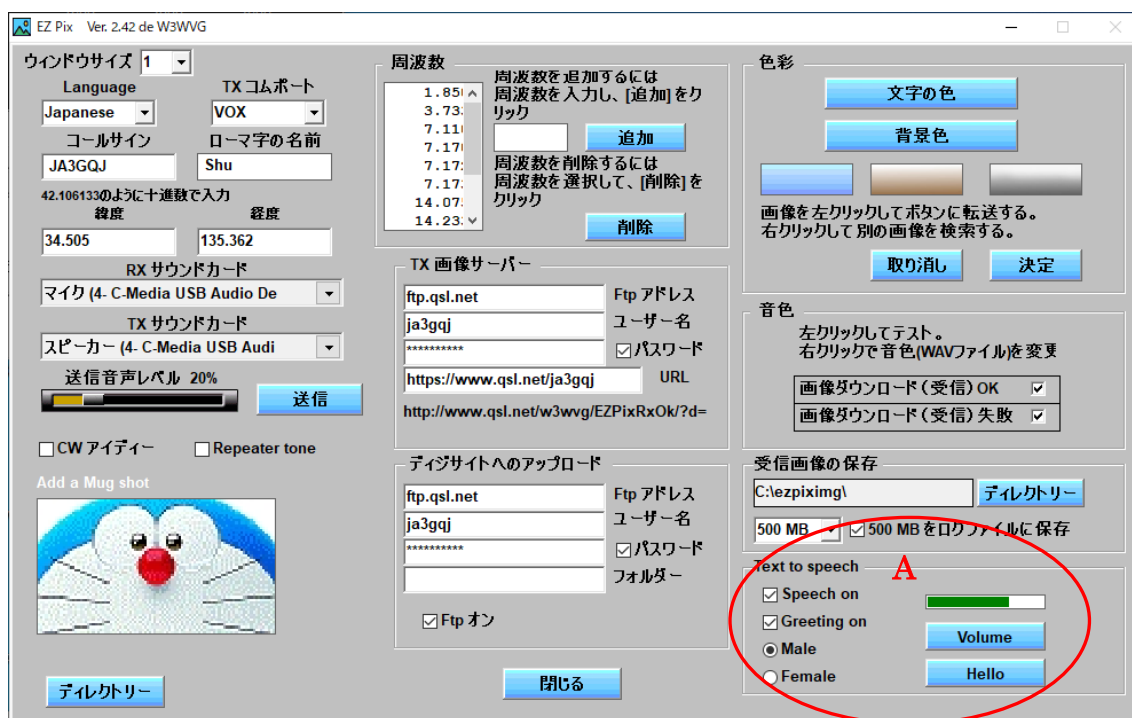 EZ Pix Ver. 2.42 de W3WVG
ウィンドウサイズ 1
Language
TX コムポート
Japanese
VOX
コールサイン
ローマ字の名前
JA3GQJ
Shu
42.106133のように十進数で入力
緯度
経度
34.505
135.362
RX サウンドカード
マイク (4- C-Media USB Audio De
TX サウンドカード
スピーカー (4- C-Media USB Audi
送信音声レベル 20%
送信
CW アイディー
Repeater tone
Add a Mug shot
ディレクトリー
周波数
1.85
3.73
7.11
7.17
7.17
7.17
14.07
14.23
周波数を追加するには
周波数を入力し、[追加]をク
リック
追加
周波数を削除するには
周波数を選択して、[削除]を
クリック
削除
TX 画像サーバー
ftp.qsl.net
Ftp アドレス
ja3gqj
ユーザー名
**********
パスワード
https://www.qsl.net/ja3gqj
URL
http://www.qsl.net/w3wvg/EZPixRxOk/?d=
ディジサイトへのアップロード
ftp.qsl.net
Ftp アドレス
ja3gqj
ユーザー名
**********
パスワード
フォルダー
Ftp オン
閉じる
色彩
文字の色
背景色
画像を左クリックしてボタンに転送する。
右クリックして別の画像を検索する。
取り消し
決定
音色
左クリックしてテスト。
右クリックで音色(WAVファイル)を変更
画像ダウンロード(受信)OK
画像ダウンロード(受信)失敗
受信画像の保存
C:\ezpiximg\
ディレクトリー
500 MB
500 MB をログファイルに保存
A
Text to speech
Speech on
Greeting on
Male
Female
Volume
Hello